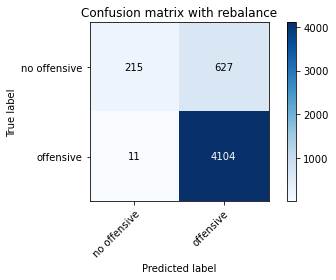 Confusion matrix with rebalance
True label
no offensive
offensive
215
627
11
4104
no offensive
offensive
Predicted label
4000
3000
2000
1000